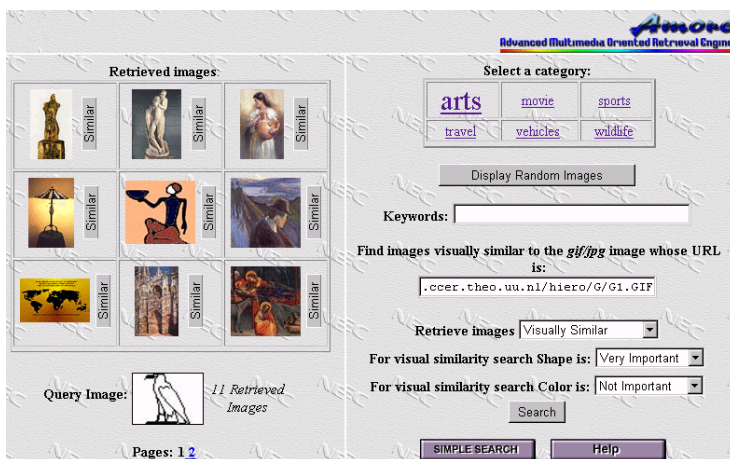 Amore
Advanced Multimedia Oriented Retrieval Engine
Retrieved images:
Similar
Similar
Similar
Similar
Similar
Similar
Similar
Similar
Similar
Query Image:
11 Retrieved
Images
Pages: 1 2
Select a category:
arts movie sports
travel vehicles wildlife
Display Random Images
Keywords:
Find images visually similar to the gif/jpg image whose URL
is:
.ccer.theo.uu.nl/hiero/G/G1.GIF
Retrieve images Visually Similar
For visual similarity search Shape is: Very Important
For visual similarity search Color is: Not Important
Search
SIMPLE SEARCH Help
NEC